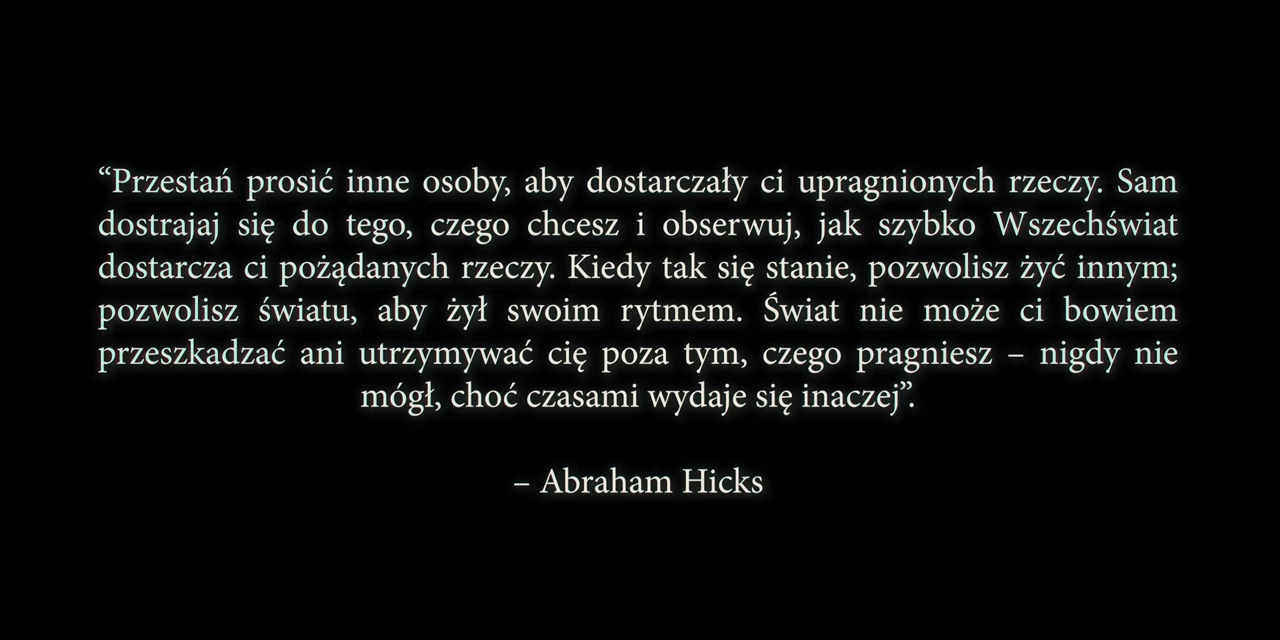 “Przestań prosić inne osoby, aby dostarczały ci upragnionych rzeczy. Sam
dostrajaj się do tego, czego chcesz i obserwuj, jak szybko Wszechświat
dostarcza ci pożądanych rzeczy. Kiedy tak się stanie, pozwolisz żyć innym;
pozwolisz światu, aby żył swoim rytmem. Świat nie może ci bowiem
przeszkadzać ani utrzymywać cię poza tym, czego pragniesz – nigdy nie
mógł, choć czasami wydaje się inaczej”.
– Abraham Hicks